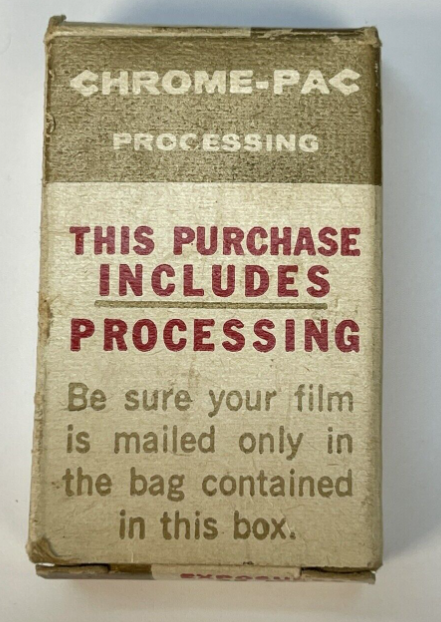 CHROME-PAC
PROCESSING
THIS PURCHASE
INCLUDES
PROCESSING
Be sure your film
is mailed only in
the bag contained
in this box.